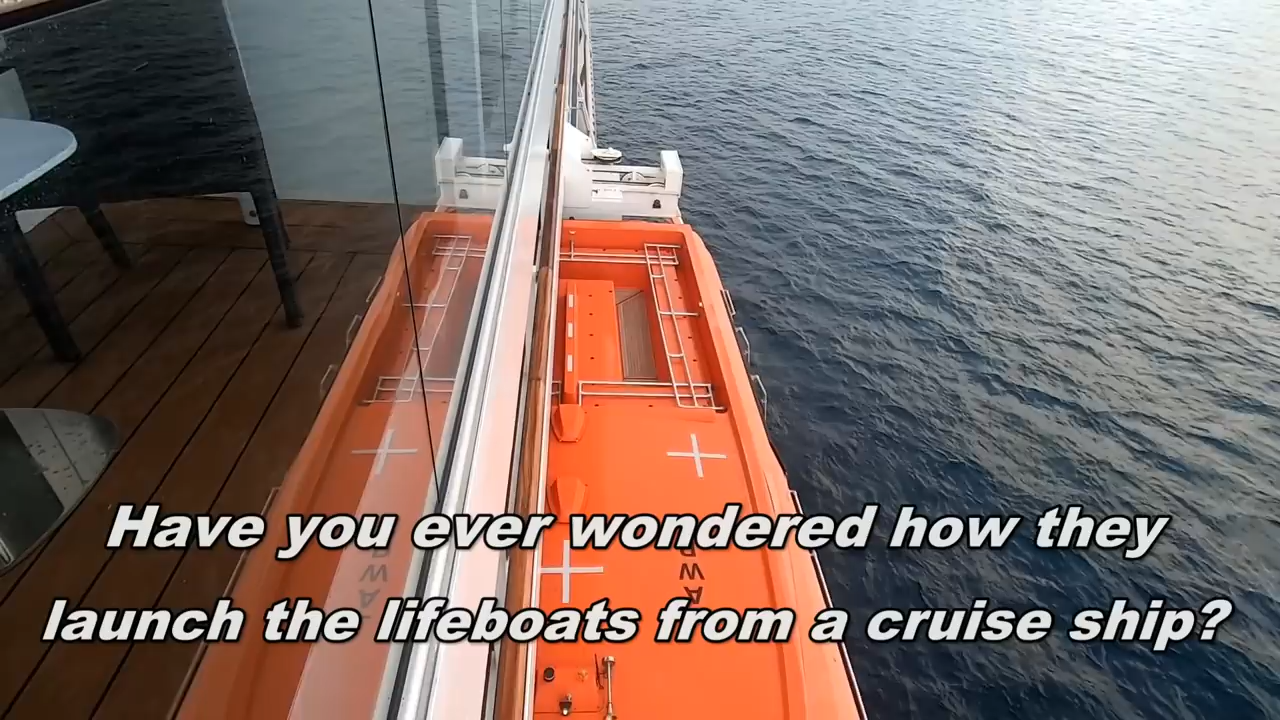 Have you ever wondered how they
launch the lifeboats from a cruise ship?